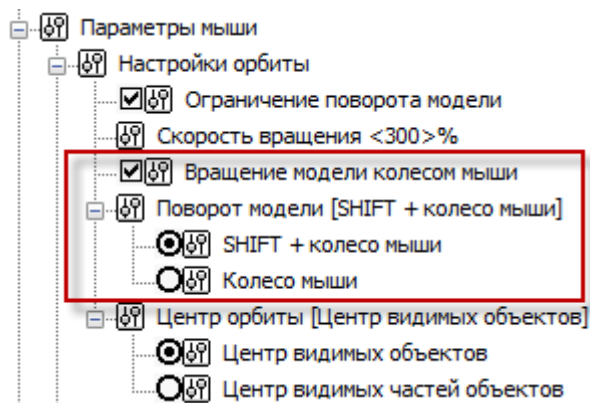 Параметры мыши
Настройки орбиты
Ограничение поворота модели
Скорость вращения <300>%
Вращение модели колесом мыши
Поворот модели [SHIFT + колесо мыши]
SHIFT + колесо мыши
Колесо мыши
Центр орбиты [Центр видимых объектов]
Центр видимых объектов
Центр видимых частей объектов